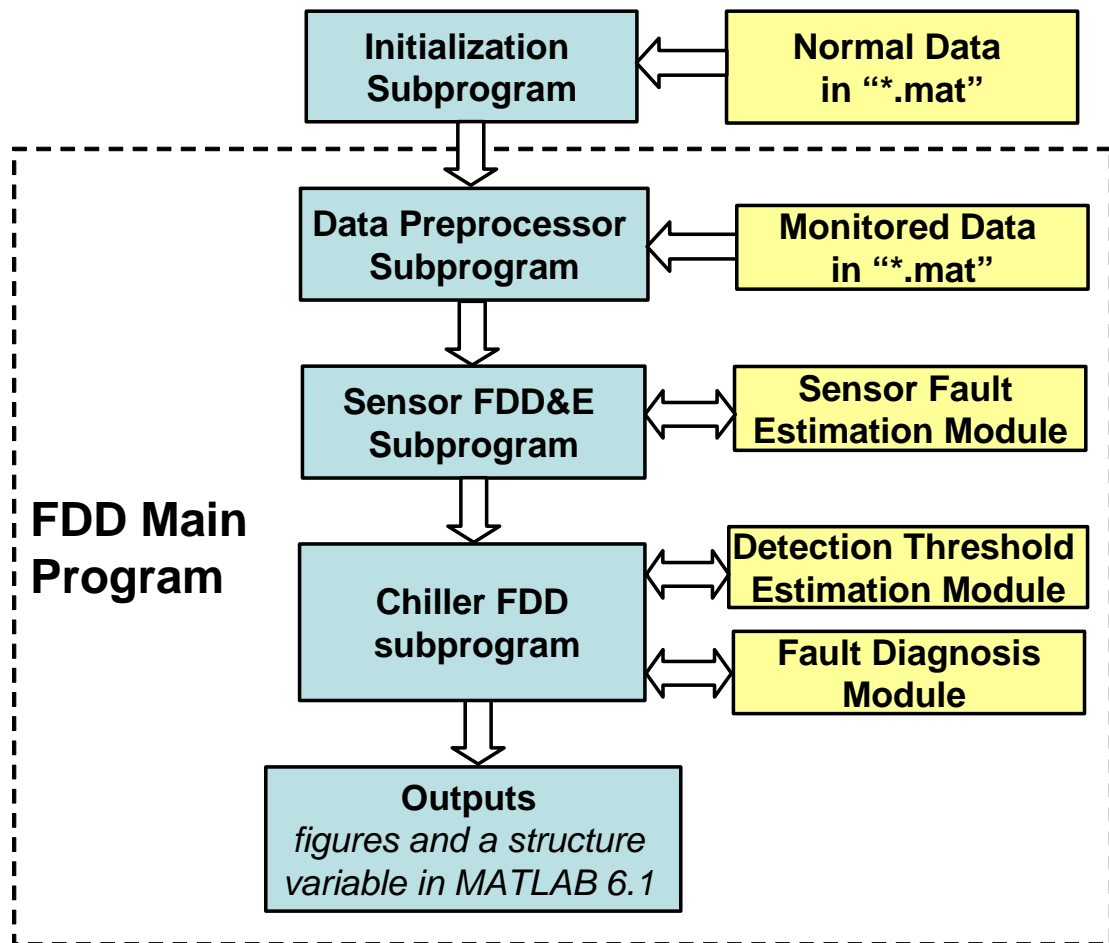 Initialization
Subprogram
Normal Data
in “*.mat”
Data Preprocessor
Subprogram
Monitored Data
in “*.mat”
Sensor FDD&E
Subprogram
Sensor Fault
Estimation Module
FDD Main
Program
Chiller FDD
subprogram
Detection Threshold
Estimation Module
Fault Diagnosis
Module
Outputs
figures and a structure
variable in MATLAB 6.1